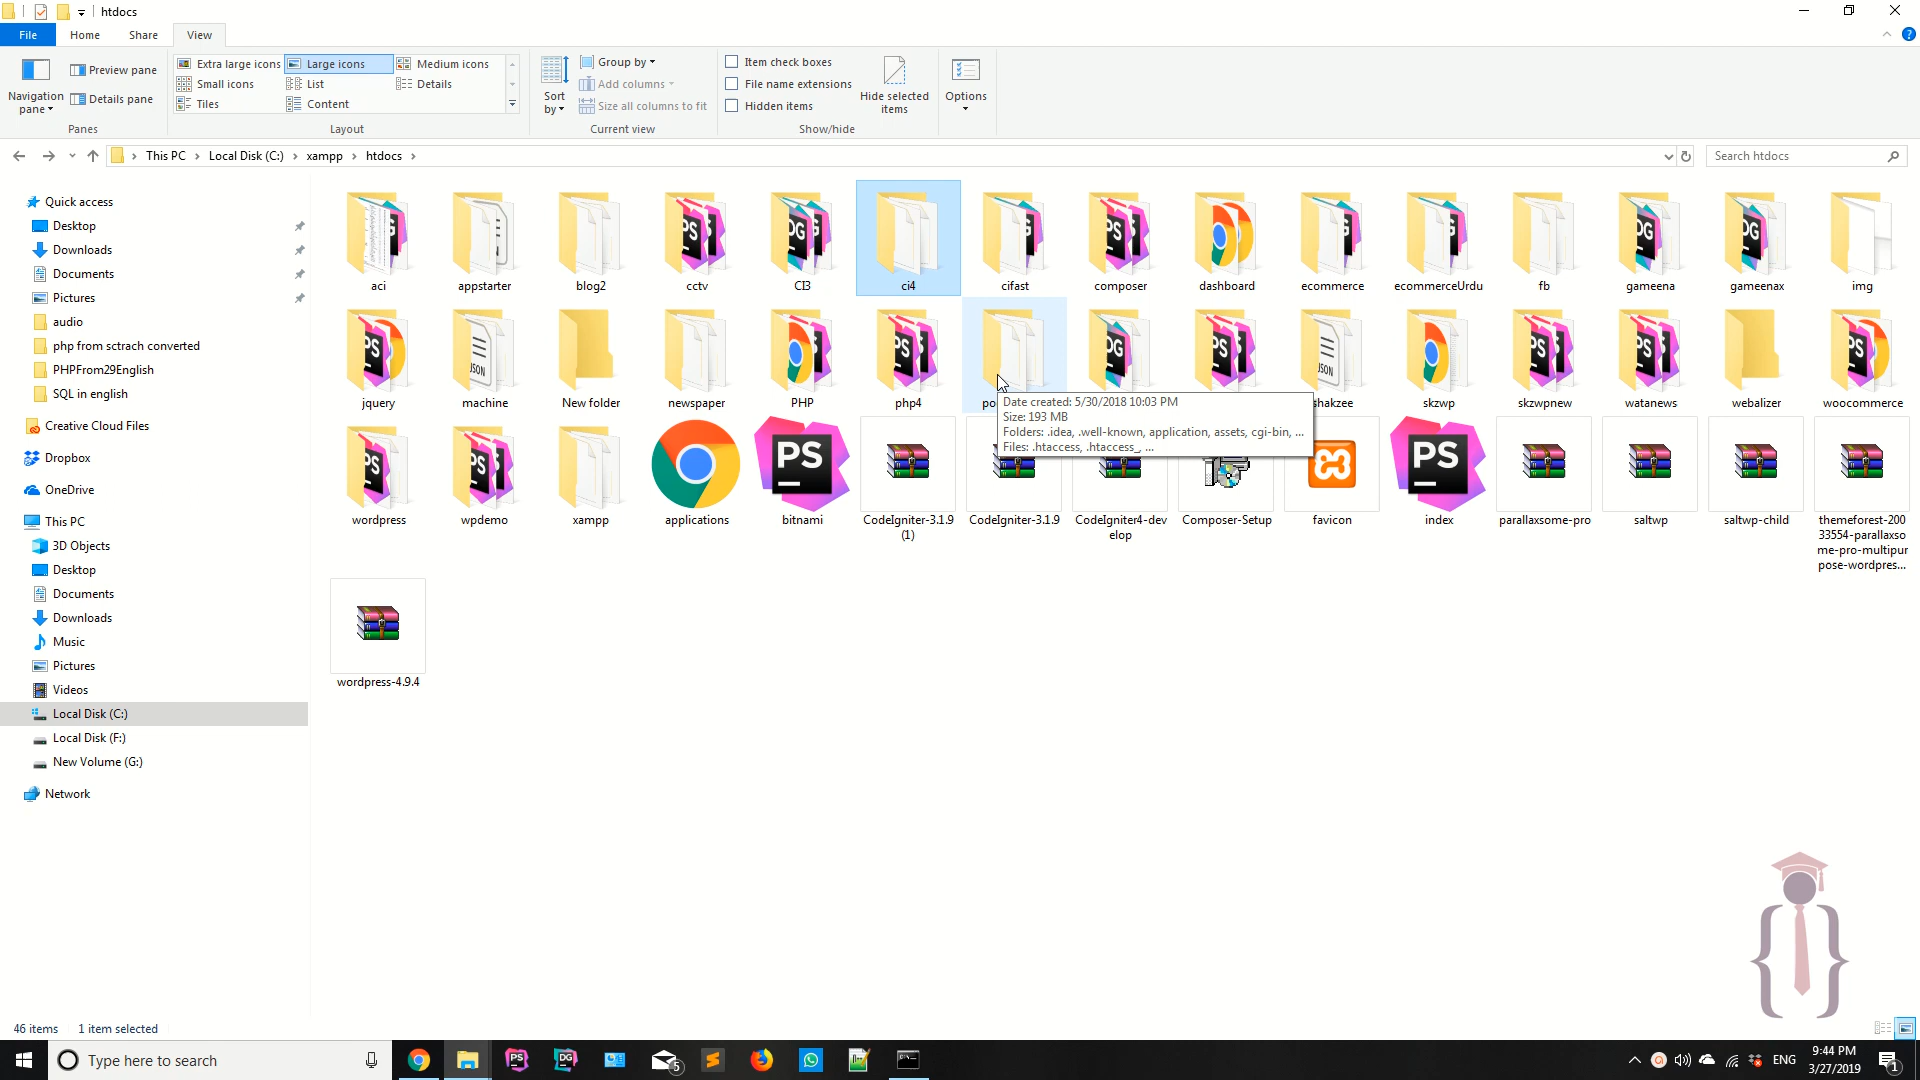 htdocs
File Home Share View
Navigation pane
Preview pane
Details pane
Panes
Extra large icons Large icons Medium icons
Small icons List Details
Tiles Content
Layout
Sort by
Group by
Add columns
Size all columns to fit
Current view
Item check boxes
File name extensions
Hidden items
Hide selected items
Show/hide
Options
This PC › Local Disk (C:) › xampp › htdocs ›
Search htdocs
Quick access
Desktop
Downloads
Documents
Pictures
audio
php from sctrach converted
PHPFrom29English
SQL in english
Creative Cloud Files
Dropbox
OneDrive
This PC
3D Objects
Desktop
Documents
Downloads
Music
Pictures
Videos
Local Disk (C:)
Local Disk (F:)
New Volume (G:)
Network
aci appstarter blog2 cctv CI3 ci4 cifast composer dashboard ecommerce ecommerceUrdu fb gameena gameenax img
jquery machine New folder newspaper PHP php4 shakzee skzwp skzwpnew watanews webalizer woocommerce
Date created: 5/30/2018 10:03 PM
Size: 193 MB
Folders: .idea, .well-known, application, assets, cgi-bin, ...
Files: .htaccess, .htaccess_, ...
wordpress wpdemo xampp applications bitnami CodeIgniter-3.1.9 (1) CodeIgniter-3.1.9 CodeIgniter4-develop Composer-Setup favicon index parallaxsome-pro saltwp saltwp-child themeforest-20033554-parallaxsome-pro-multipurpose-wordpres...
wordpress-4.9.4
46 items 1 item selected
Type here to search
5
ENG
9:44 PM
3/27/2019
1